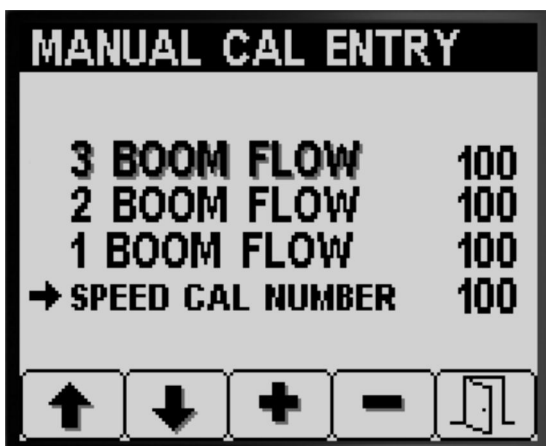 MANUAL CAL ENTRY
3 BOOM FLOW 100
2 BOOM FLOW 100
1 BOOM FLOW 100
SPEED CAL NUMBER 100